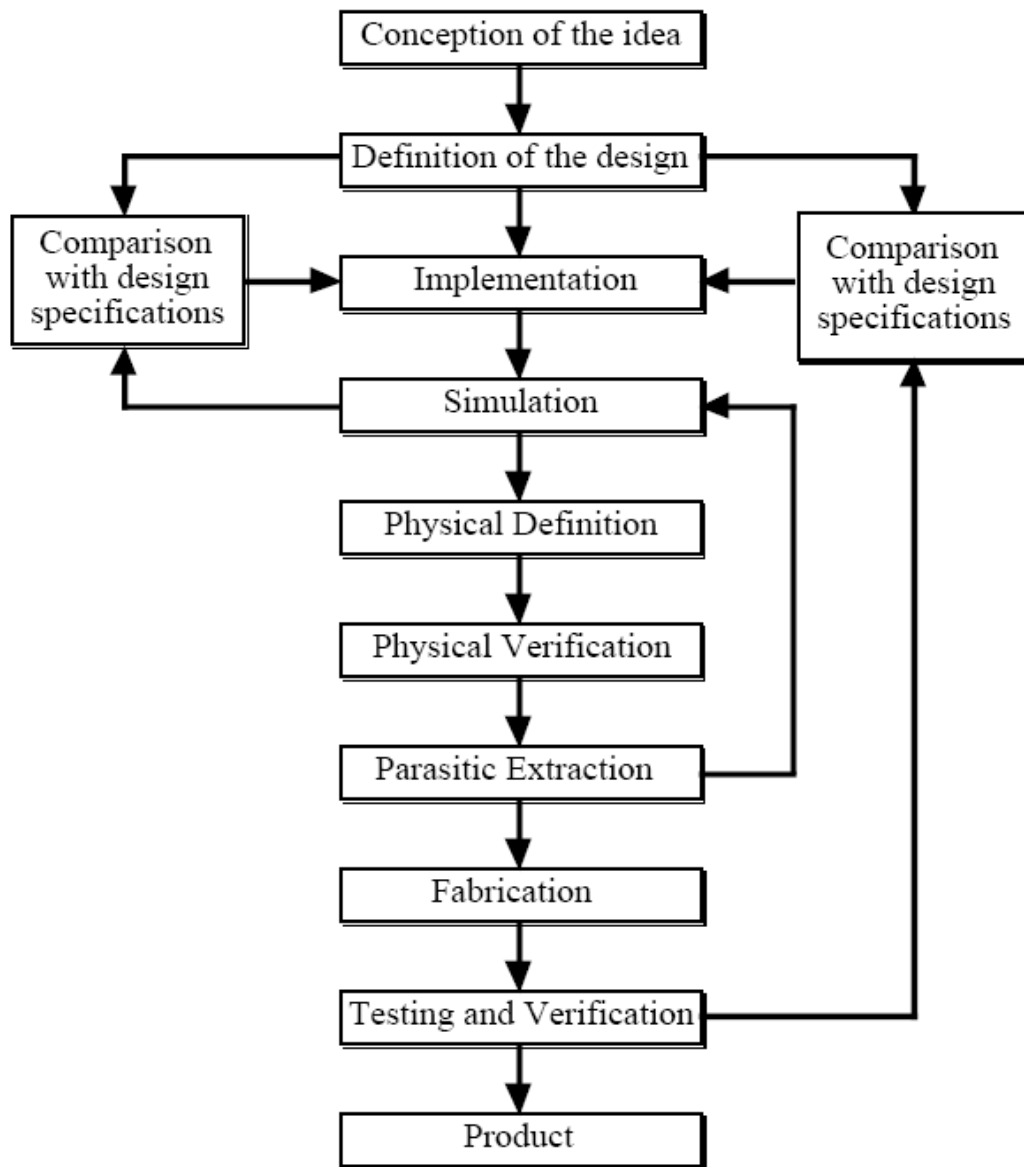 Conception of the idea
Definition of the design
Comparison
with design
specifications
Implementation
Comparison
with design
specifications
Simulation
Physical Definition
Physical Verification
Parasitic Extraction
Fabrication
Testing and Verification
Product